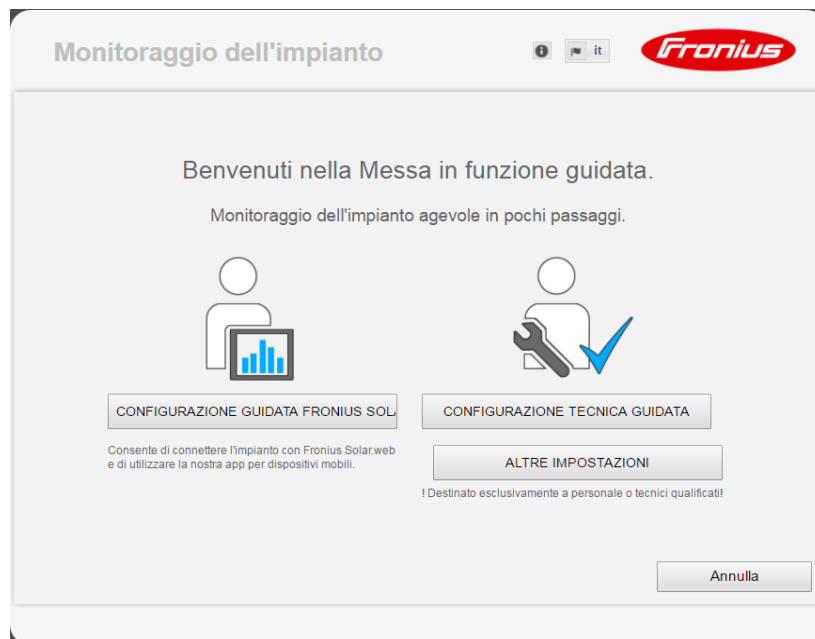 Monitoraggio dell'impianto
it
Fronius
Benvenuti nella Messa in funzione guidata.
Monitoraggio dell'impianto agevole in pochi passaggi.
CONFIGURAZIONE GUIDATA FRONIUS SOL
Consente di connettere l'impianto con Fronius Solar.web
e di utilizzare la nostra app per dispositivi mobili.
CONFIGURAZIONE TECNICA GUIDATA
ALTRE IMPOSTAZIONI
! Destinato esclusivamente a personale o tecnici qualificati!
Annulla